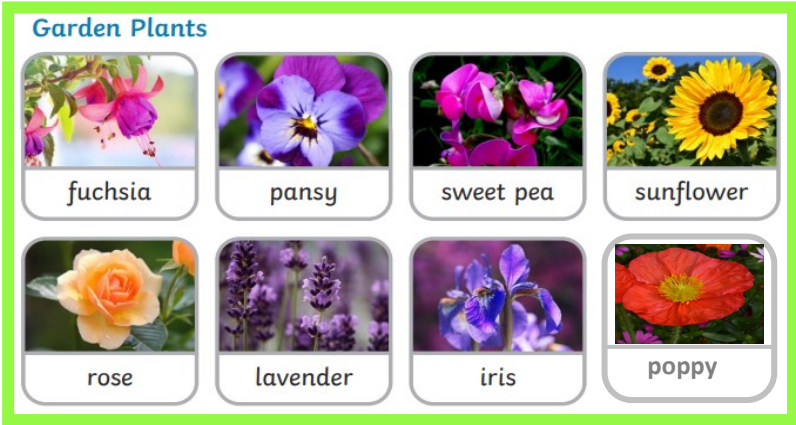 Garden Plants
fuchsia
pansy
sweet pea
sunflower
rose
lavender
iris
poppy